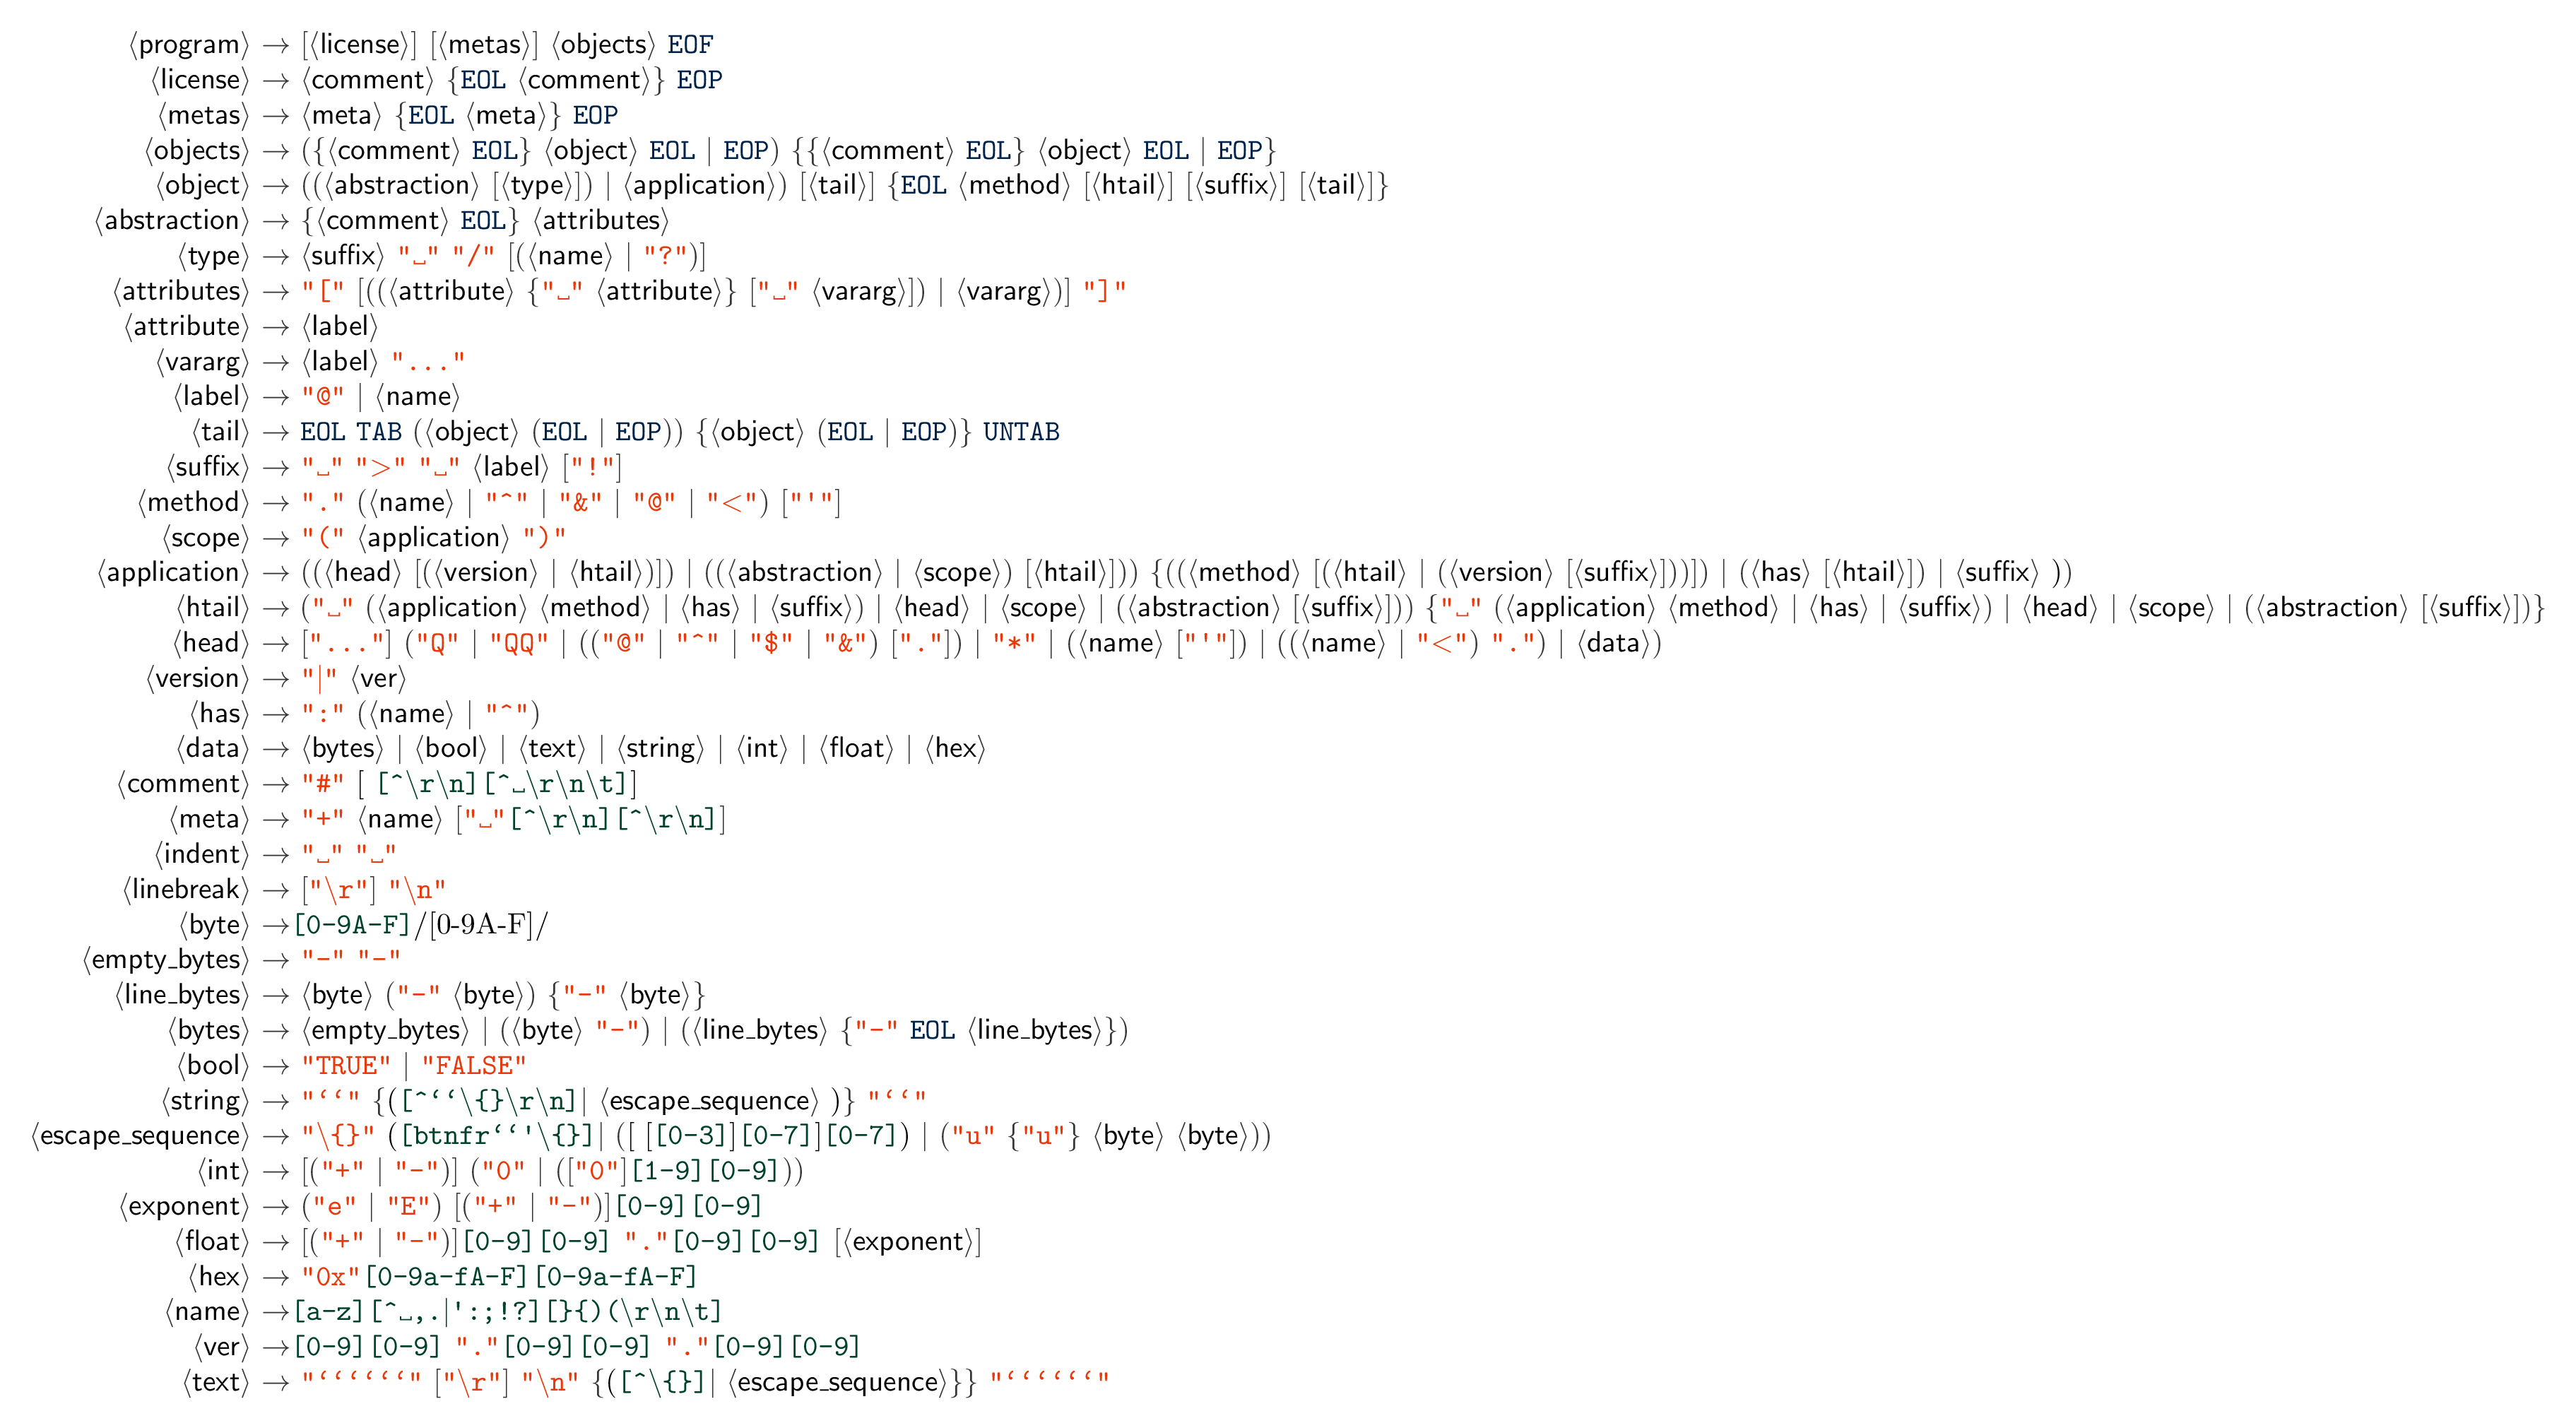 ⟨program⟩ → [⟨license⟩] [⟨metas⟩] ⟨objects⟩ EOF
⟨license⟩ → ⟨comment⟩ {EOL ⟨comment⟩} EOP
⟨metas⟩ → ⟨meta⟩ {EOL ⟨meta⟩} EOP
⟨objects⟩ → ({⟨comment⟩ EOL} ⟨object⟩ EOL | EOP) {{⟨comment⟩ EOL} ⟨object⟩ EOL | EOP}
⟨object⟩ → ((⟨abstraction⟩ [⟨type⟩]) | ⟨application⟩) [⟨tail⟩] {EOL ⟨method⟩ [⟨htail⟩] [⟨suffix⟩] [⟨tail⟩]}
⟨abstraction⟩ → {⟨comment⟩ EOL} ⟨attributes⟩
⟨type⟩ → ⟨suffix⟩ "␣" "/" [(⟨name⟩ | "?")]
⟨attributes⟩ → "[" [((⟨attribute⟩ {"␣" ⟨attribute⟩} ["␣" ⟨vararg⟩]) | ⟨vararg⟩)] "]"
⟨attribute⟩ → ⟨label⟩
⟨vararg⟩ → ⟨label⟩ "..."
⟨label⟩ → "@" | ⟨name⟩
⟨tail⟩ → EOL TAB (⟨object⟩ (EOL | EOP)) {⟨object⟩ (EOL | EOP)} UNTAB
⟨suffix⟩ → "␣" ">" "␣" ⟨label⟩ ["!"]
⟨method⟩ → "." (⟨name⟩ | "^" | "&" | "@" | "<") ["'"]
⟨scope⟩ → "(" ⟨application⟩ ")"
⟨application⟩ → ((⟨head⟩ [(⟨version⟩ | ⟨htail⟩)]) | ((⟨abstraction⟩ | ⟨scope⟩) [⟨htail⟩])) {((⟨method⟩ [(⟨htail⟩ | (⟨version⟩ [⟨suffix⟩]))]) | (⟨has⟩ [⟨htail⟩]) | ⟨suffix⟩ ))
⟨htail⟩ → ("␣" (⟨application⟩ ⟨method⟩ | ⟨has⟩ | ⟨suffix⟩) | ⟨head⟩ | ⟨scope⟩ | (⟨abstraction⟩ [⟨suffix⟩])) {"␣" (⟨application⟩ ⟨method⟩ | ⟨has⟩ | ⟨suffix⟩) | ⟨head⟩ | ⟨scope⟩ | (⟨abstraction⟩ [⟨suffix⟩])}
⟨head⟩ → ["..."] ("Q" | "QQ" | (("@" | "^" | "$" | "&") ["."]) | "*" | (⟨name⟩ ["'"]) | ((⟨name⟩ | "<") ".") | ⟨data⟩)
⟨version⟩ → "|" ⟨ver⟩
⟨has⟩ → ":" (⟨name⟩ | "^")
⟨data⟩ → ⟨bytes⟩ | ⟨bool⟩ | ⟨text⟩ | ⟨string⟩ | ⟨int⟩ | ⟨float⟩ | ⟨hex⟩
⟨comment⟩ → "#" [ [^\r\n][^␣\r\n\t]]
⟨meta⟩ → "+" ⟨name⟩ ["␣"[^\r\n][^\r\n]]
⟨indent⟩ → "␣" "␣"
⟨linebreak⟩ → ["\r"] "\n"
⟨byte⟩ →[0-9A-F]/[0-9A-F]/
⟨empty_bytes⟩ → "-" "-"
⟨line_bytes⟩ → ⟨byte⟩ ("-" ⟨byte⟩) {"-" ⟨byte⟩}
⟨bytes⟩ → ⟨empty_bytes⟩ | (⟨byte⟩ "-") | (⟨line_bytes⟩ {"-" EOL ⟨line_bytes⟩})
⟨bool⟩ → "TRUE" | "FALSE"
⟨string⟩ → "‘‘" {([^‘‘\{}\r\n]| ⟨escape_sequence⟩ )} "‘‘"
⟨escape_sequence⟩ → "\{}" ([btnfr‘‘'\{}]| ([ [[0-3]][0-7]][0-7]) | ("u" {"u"} ⟨byte⟩ ⟨byte⟩))
⟨int⟩ → [("+" | "-")] ("0" | (["0"][1-9][0-9]))
⟨exponent⟩ → ("e" | "E") [("+" | "-")][0-9][0-9]
⟨float⟩ → [("+" | "-")][0-9][0-9] "."[0-9][0-9] [⟨exponent⟩]
⟨hex⟩ → "0x"[0-9a-fA-F][0-9a-fA-F]
⟨name⟩ →[a-z][^␣,.|':;!?][}{)(\r\n\t]
⟨ver⟩ →[0-9][0-9] "."[0-9][0-9] "."[0-9][0-9]
⟨text⟩ → "‘‘‘‘‘‘" ["\r"] "\n" {([^\{}]| ⟨escape_sequence⟩}} "‘‘‘‘‘‘"